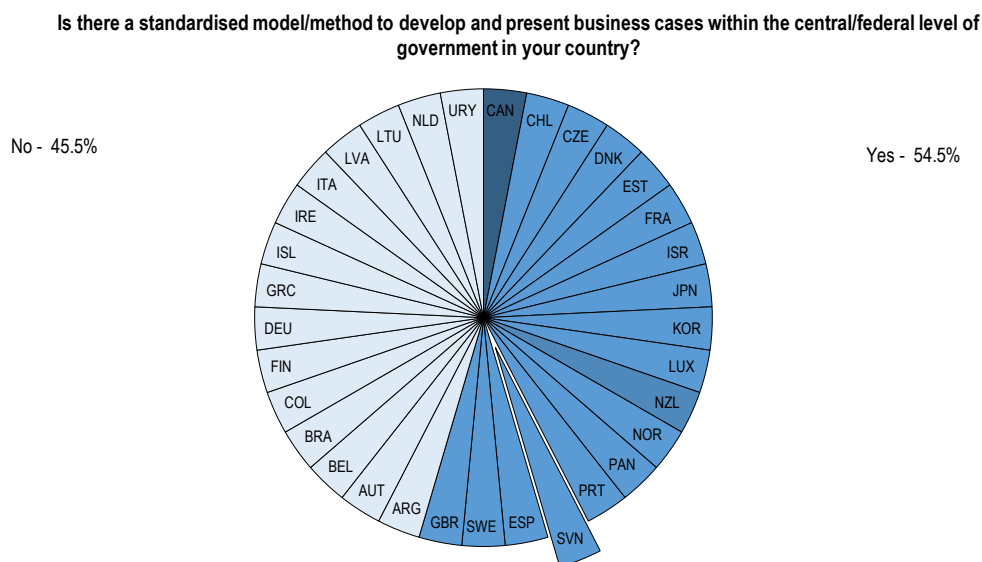 Is there a standardised model/method to develop and present business cases within the central/federal level of
government in your country?
No - 45.5%
Yes - 54.5%
CAN
CHL
CZE
DNK
EST
FRA
ISR
JPN
KOR
LUX
NZL
NOR
PAN
PRT
SVN
ESP
SWE
GBR
ARG
AUT
BEL
BRA
COL
FIN
DEU
GRC
ISL
IRE
ITA
LVA
LTU
NLD
URY